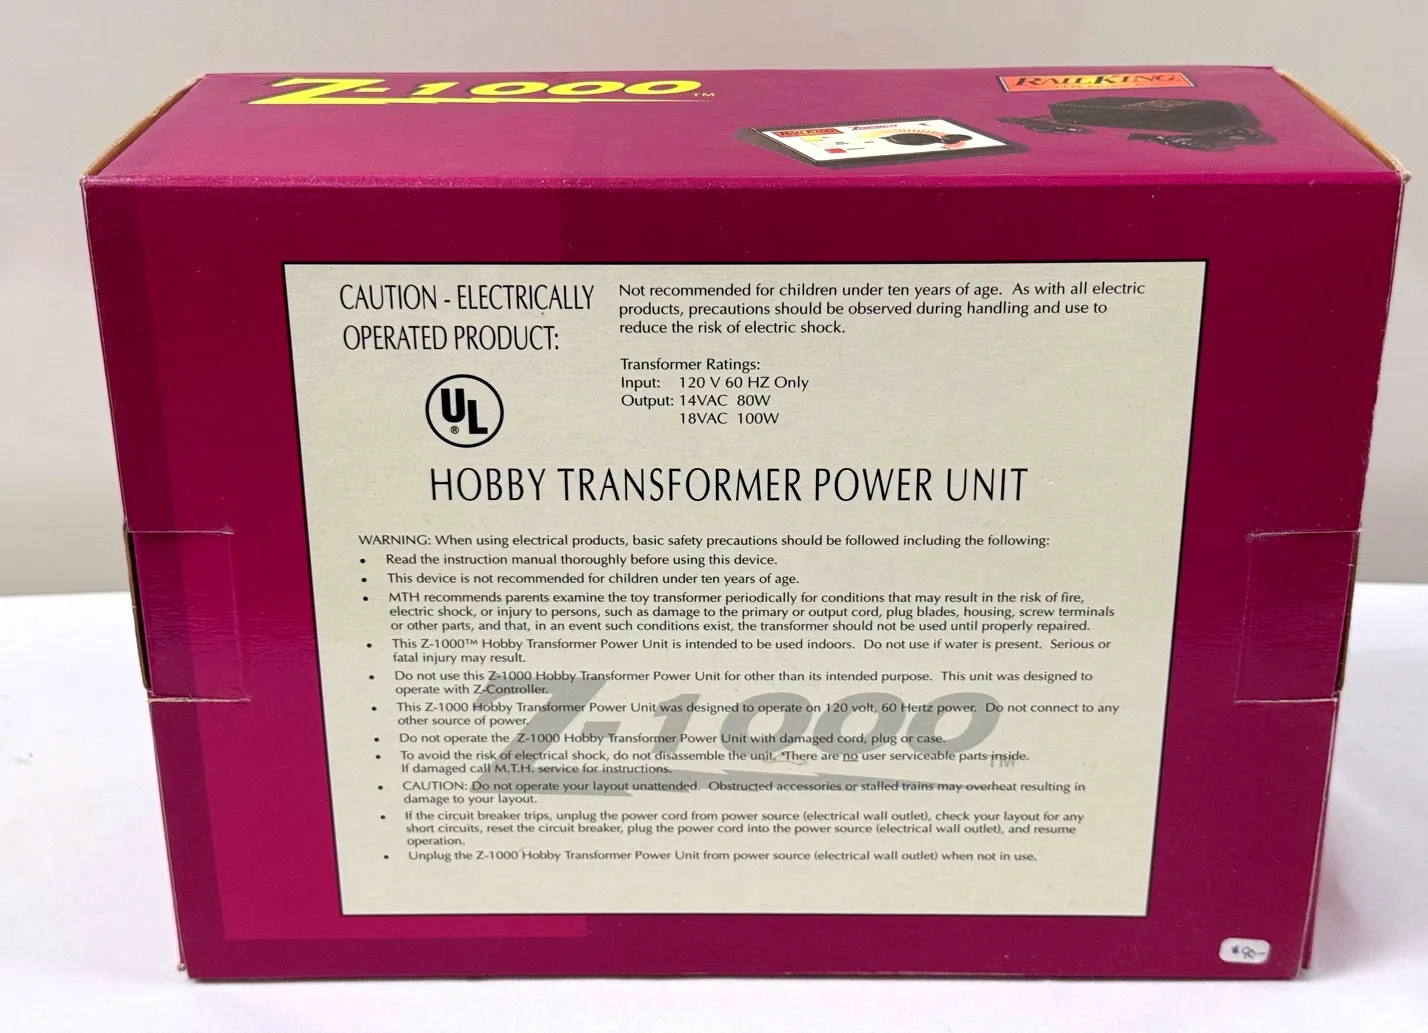 Z-1000™
RAILKING
RAILKING
CAUTION - ELECTRICALLY
OPERATED PRODUCT:
Not recommended for children under ten years of age. As with all electric
products, precautions should be observed during handling and use to
reduce the risk of electric shock.
Transformer Ratings:
Input: 120 V 60 HZ Only
Output: 14VAC 80W
18VAC 100W
UL
®
HOBBY TRANSFORMER POWER UNIT
WARNING: When using electrical products, basic safety precautions should be followed including the following:
• Read the instruction manual thoroughly before using this device.
• This device is not recommended for children under ten years of age.
• MTH recommends parents examine the toy transformer periodically for conditions that may result in the risk of fire,
electric shock, or injury to persons, such as damage to the primary or output cord, plug blades, housing, screw terminals
or other parts, and that, in an event such conditions exist, the transformer should not be used until properly repaired.
• This Z-1000™ Hobby Transformer Power Unit is intended to be used indoors. Do not use if water is present. Serious or
fatal injury may result.
• Do not use this Z-1000 Hobby Transformer Power Unit for other than its intended purpose. This unit was designed to
operate with Z-Controller.
• This Z-1000 Hobby Transformer Power Unit was designed to operate on 120 volt, 60 Hertz power. Do not connect to any
other source of power.
• Do not operate the Z-1000 Hobby Transformer Power Unit with damaged cord, plug or case.
• To avoid the risk of electrical shock, do not disassemble the unit. *There are no user serviceable parts inside.
If damaged call M.T.H. service for instructions.
• CAUTION: Do not operate your layout unattended. Obstructed accessories or stalled trains may overheat resulting in
damage to your layout.
• If the circuit breaker trips, unplug the power cord from power source (electrical wall outlet), check your layout for any
short circuits, reset the circuit breaker, plug the power cord into the power source (electrical wall outlet), and resume
operation.
• Unplug the Z-1000 Hobby Transformer Power Unit from power source (electrical wall outlet) when not in use.
Z-1000™
$90-